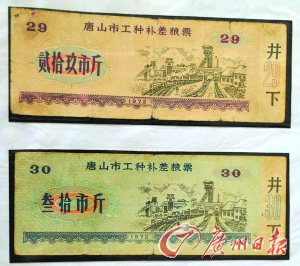 29 唐山市工种补差粮票 29
贰拾玖市斤
1972
井
29
下
30 唐山市工种补差粮票 30
叁拾市斤
1972
井
30
广州日报